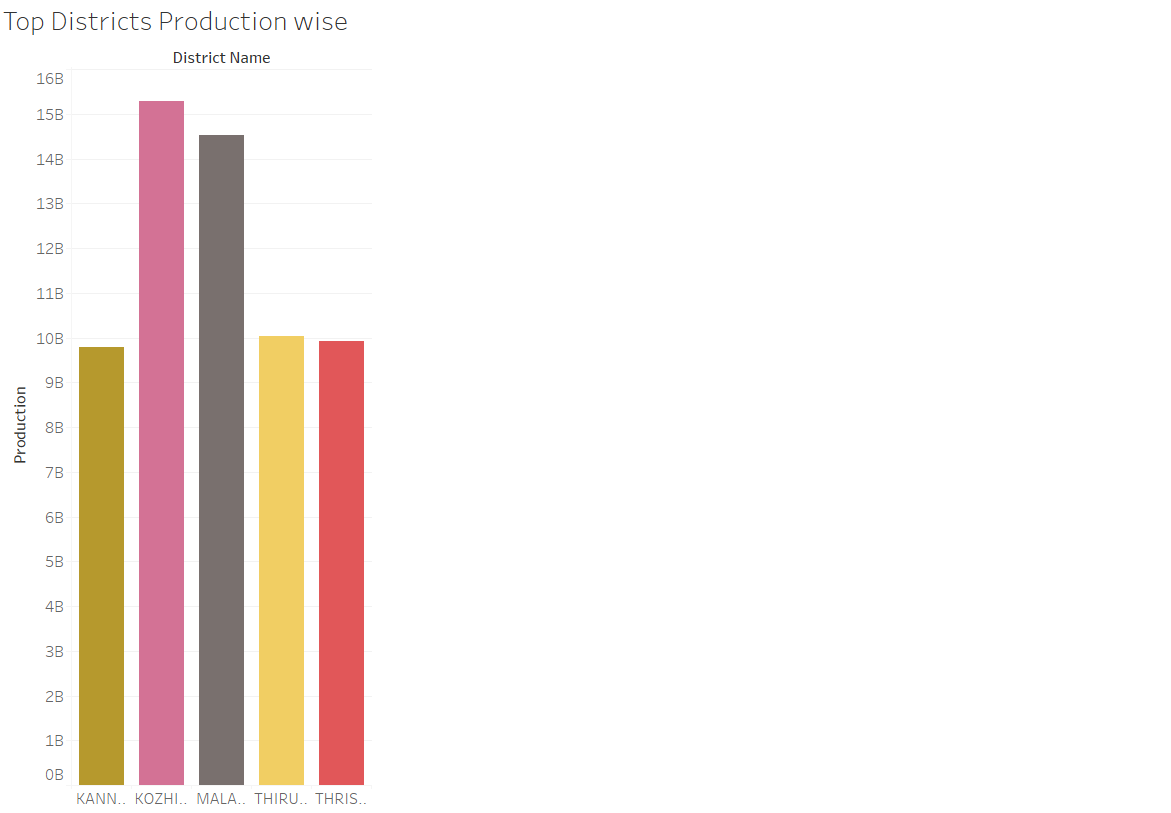 Top Districts Production wise
District Name
16B
15B
14B
13B
12B
11B
10B
9B
8B
7B
6B
5B
4B
3B
2B
1B
0B
Production
KANN.. KOZHI.. MALA.. THIRU.. THRIS..